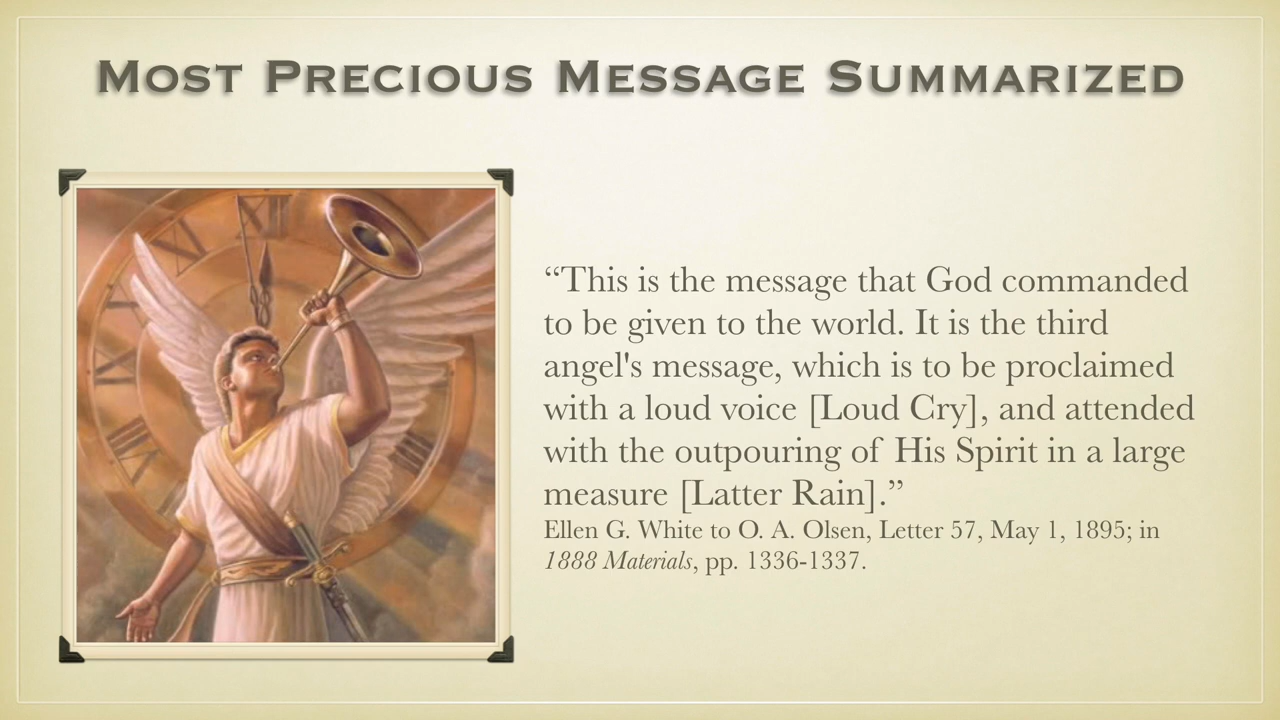 Most Precious Message Summarized
“This is the message that God commanded
to be given to the world. It is the third
angel's message, which is to be proclaimed
with a loud voice [Loud Cry], and attended
with the outpouring of His Spirit in a large
measure [Latter Rain].”
Ellen G. White to O. A. Olsen, Letter 57, May 1, 1895; in
1888 Materials, pp. 1336-1337.